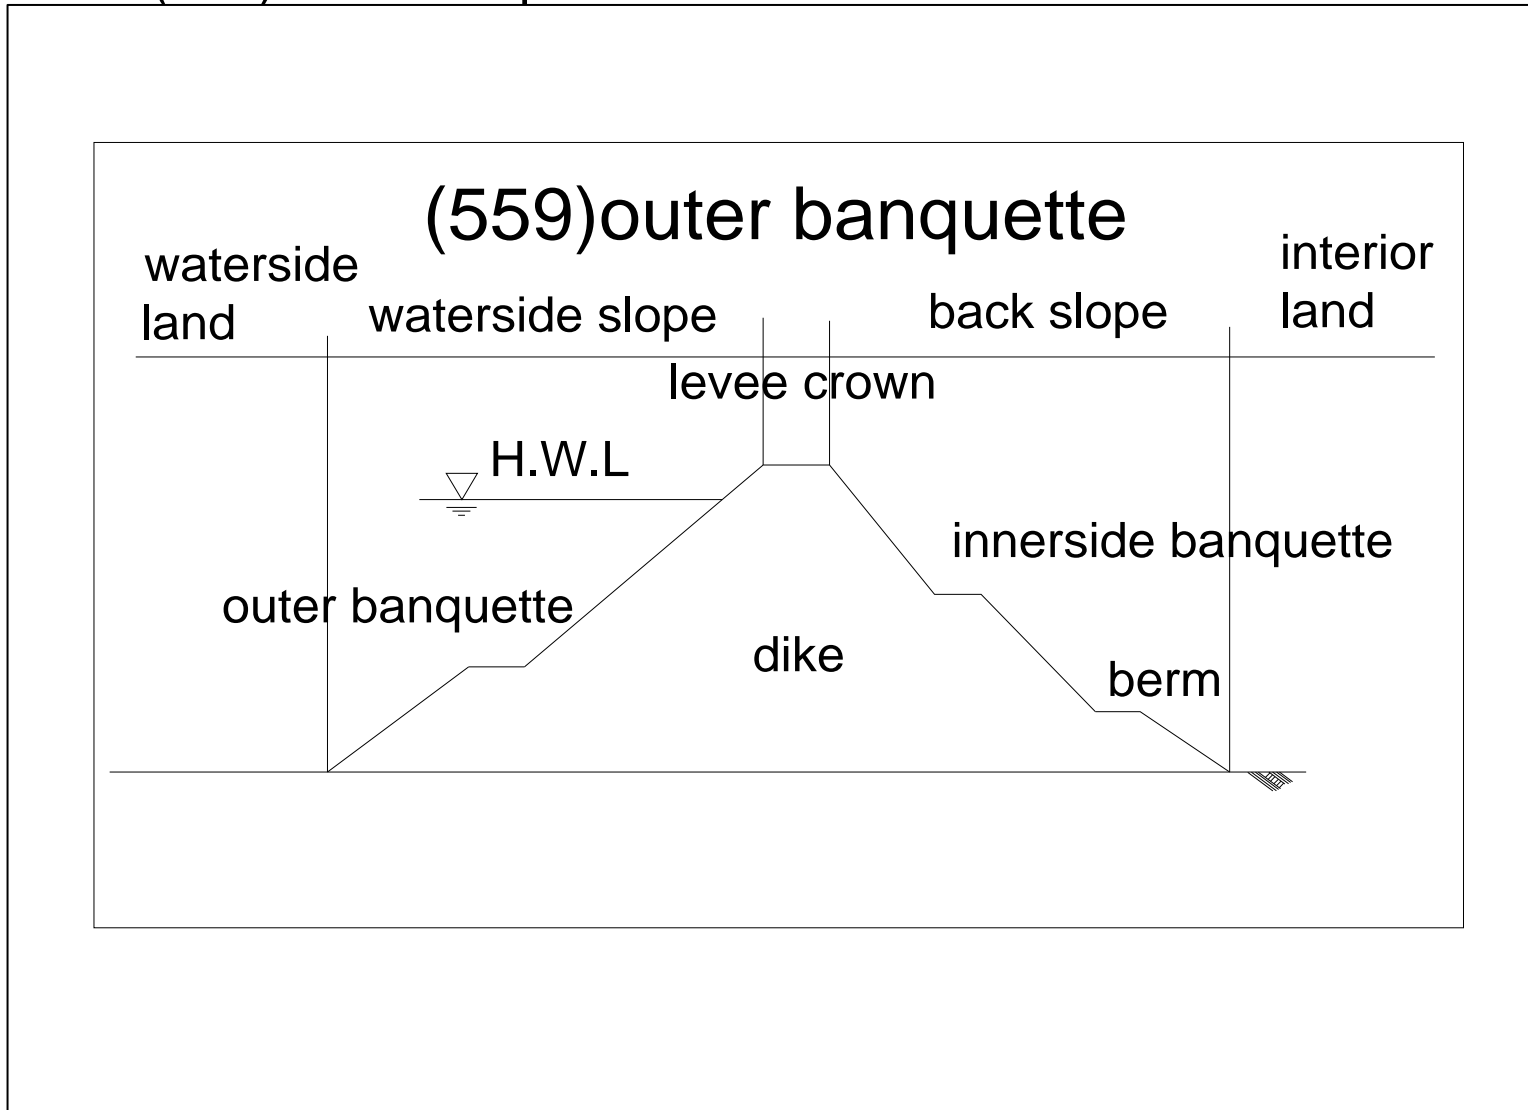 (559)outer banquette
waterside
land
waterside slope
back slope
interior
land
levee crown
H.W.L
innerside banquette
outer banquette
dike
berm